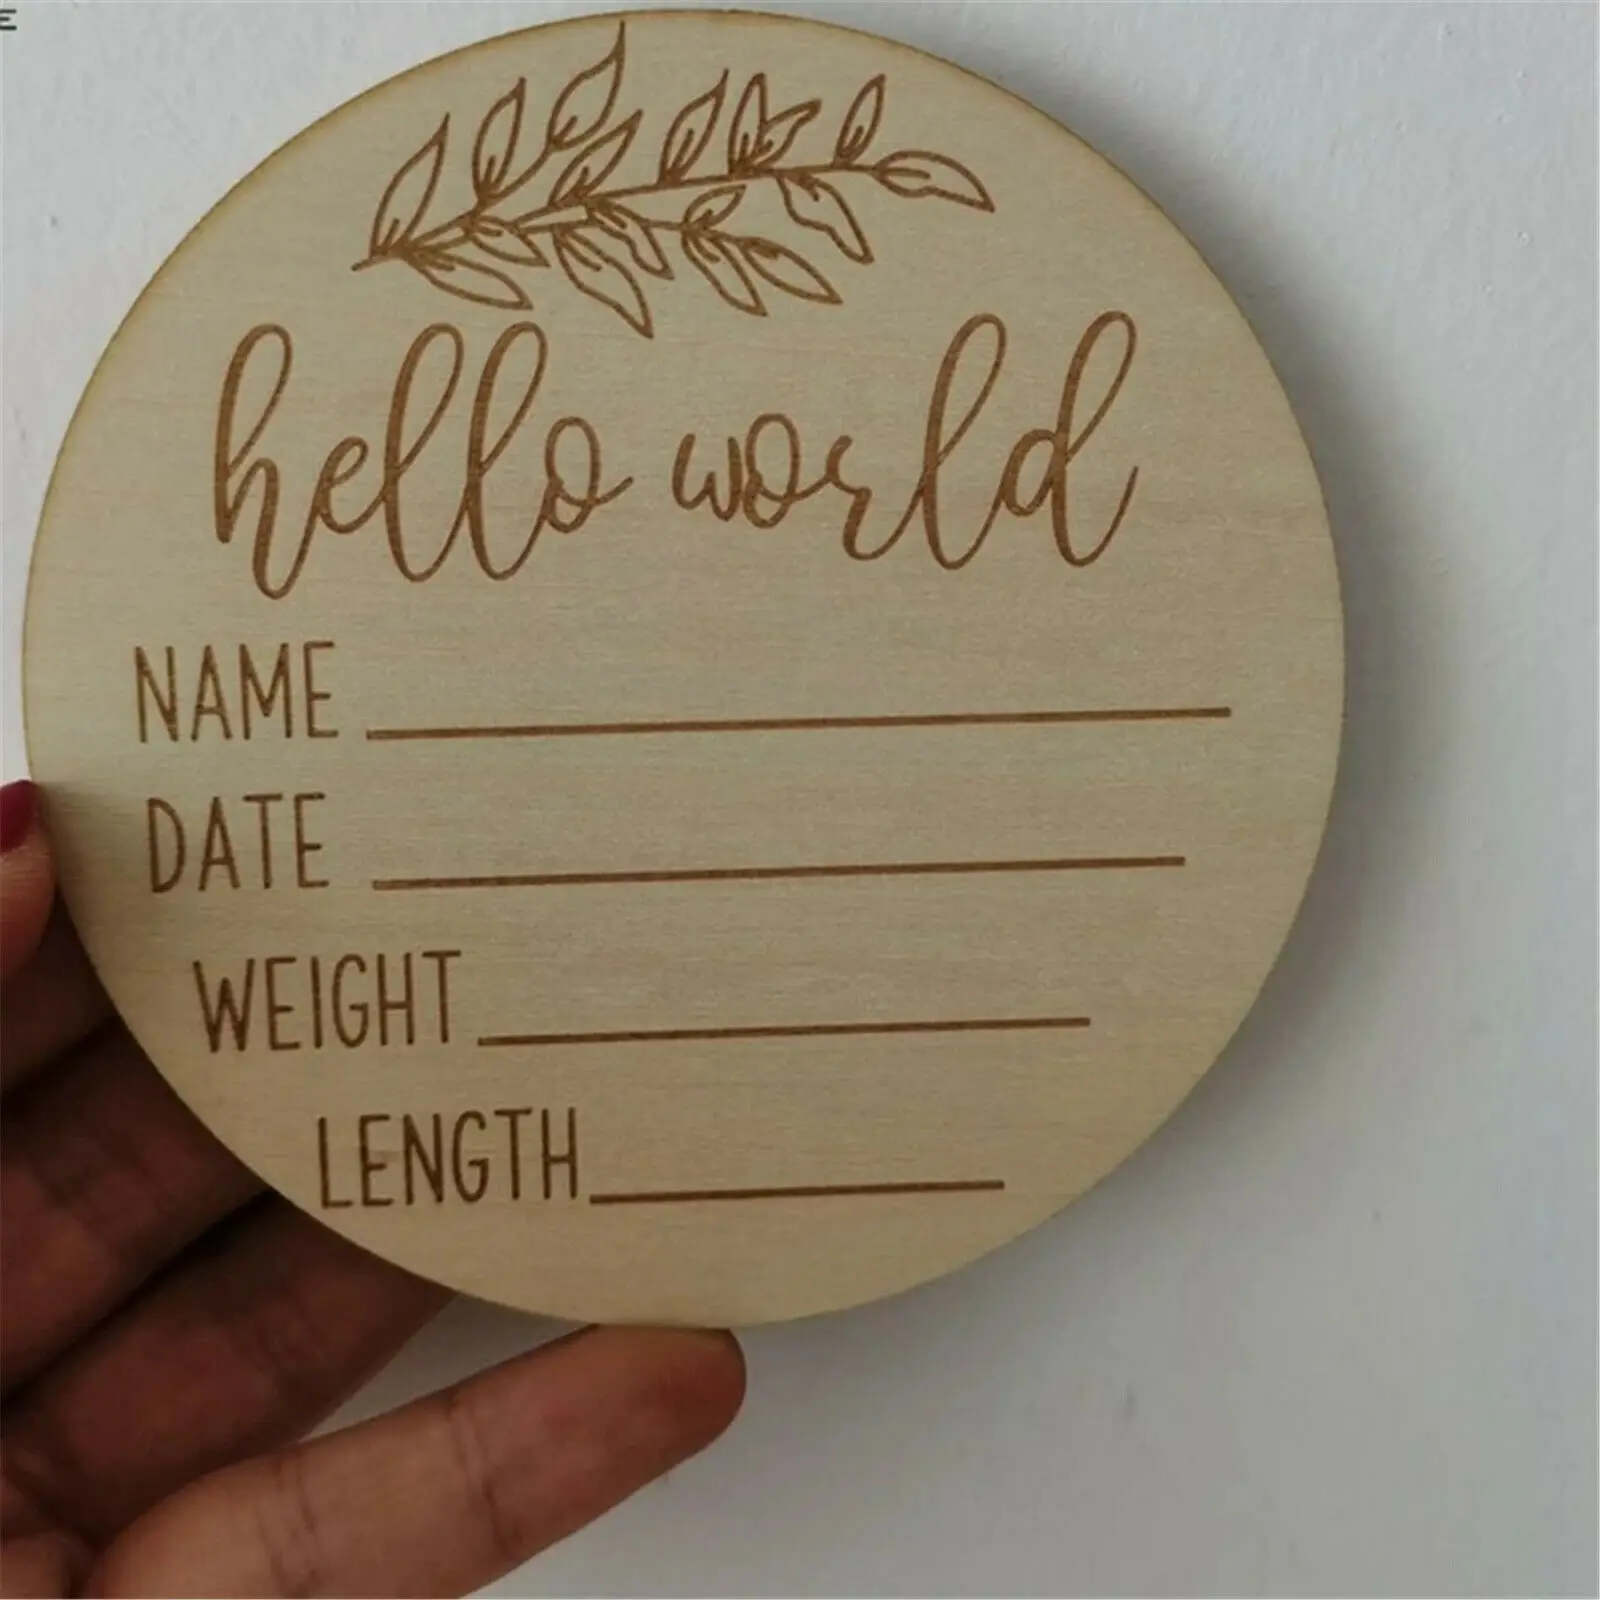 hello world
NAME
DATE
WEIGHT
LENGTH